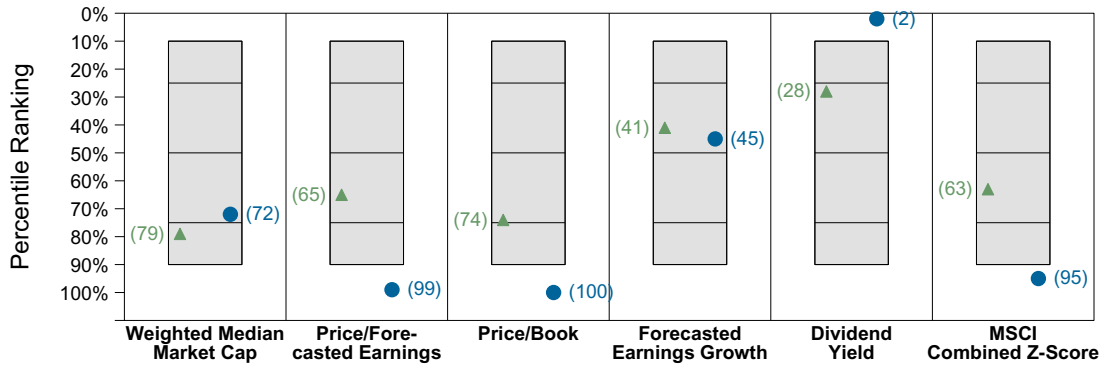 Percentile Ranking
0%
10%
20%
30%
40%
50%
60%
70%
80%
90%
100%
(79)
(72)
(65)
(99)
(74)
(100)
(41)
(45)
(28)
(2)
(63)
(95)
Weighted Median
Market Cap
Price/Fore-
casted Earnings
Price/Book
Forecasted
Earnings Growth
Dividend
Yield
MSCI
Combined Z-Score